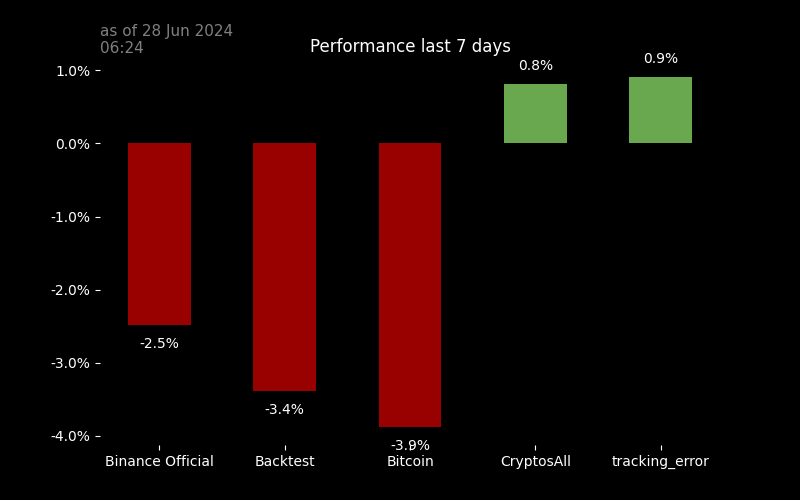 as of 28 Jun 2024
06:24
Performance last 7 days
1.0%
0.0%
-1.0%
-2.0%
-3.0%
-4.0%
0.8%
0.9%
-2.5%
-3.4%
-3.9%
Binance Official
Backtest
Bitcoin
CryptosAll
tracking_error